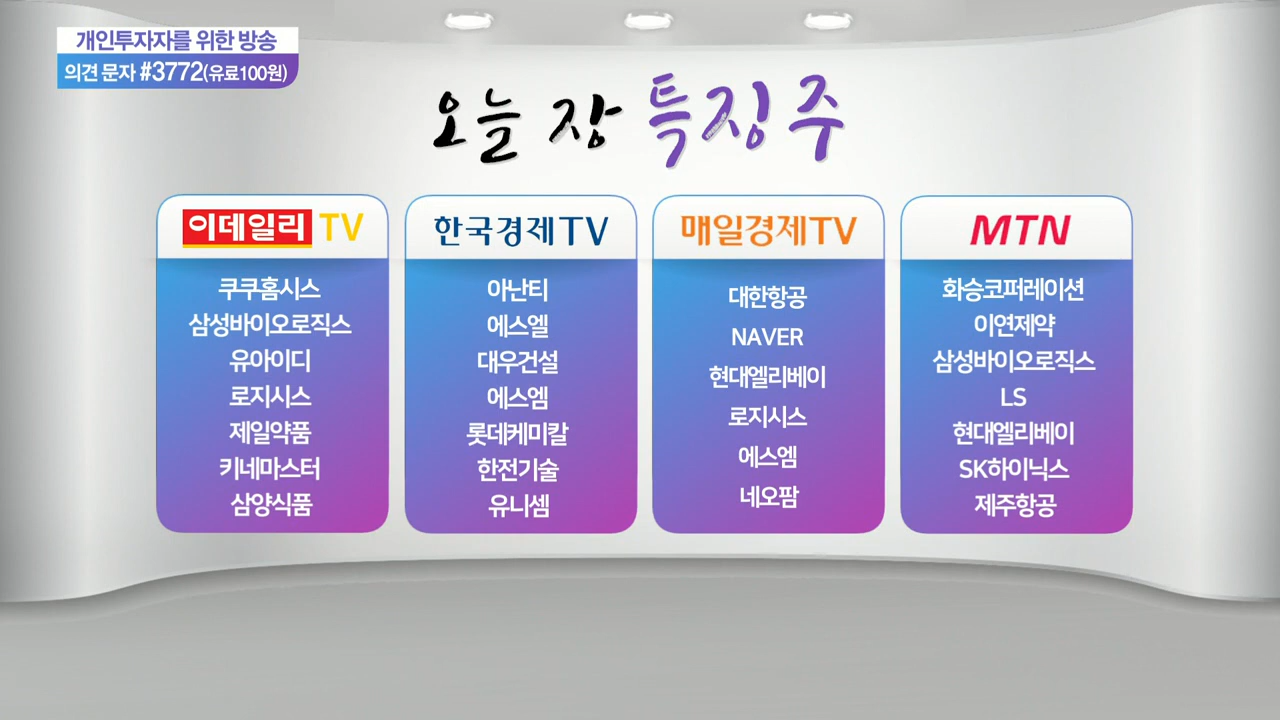 개인투자자를 위한 방송
의견 문자 #3772(유료100원)
오늘 장 특징주
이데일리 TV
쿠쿠홈시스
삼성바이오로직스
유아이디
로지시스
제일약품
키네마스터
삼양식품
한국경제TV
아난티
에스엘
대우건설
에스엠
롯데케미칼
한전기술
유니셈
매일경제TV
대한항공
NAVER
현대엘리베이
로지시스
에스엠
네오팜
MTN
화승코퍼레이션
이연제약
삼성바이오로직스
LS
현대엘리베이
SK하이닉스
제주항공